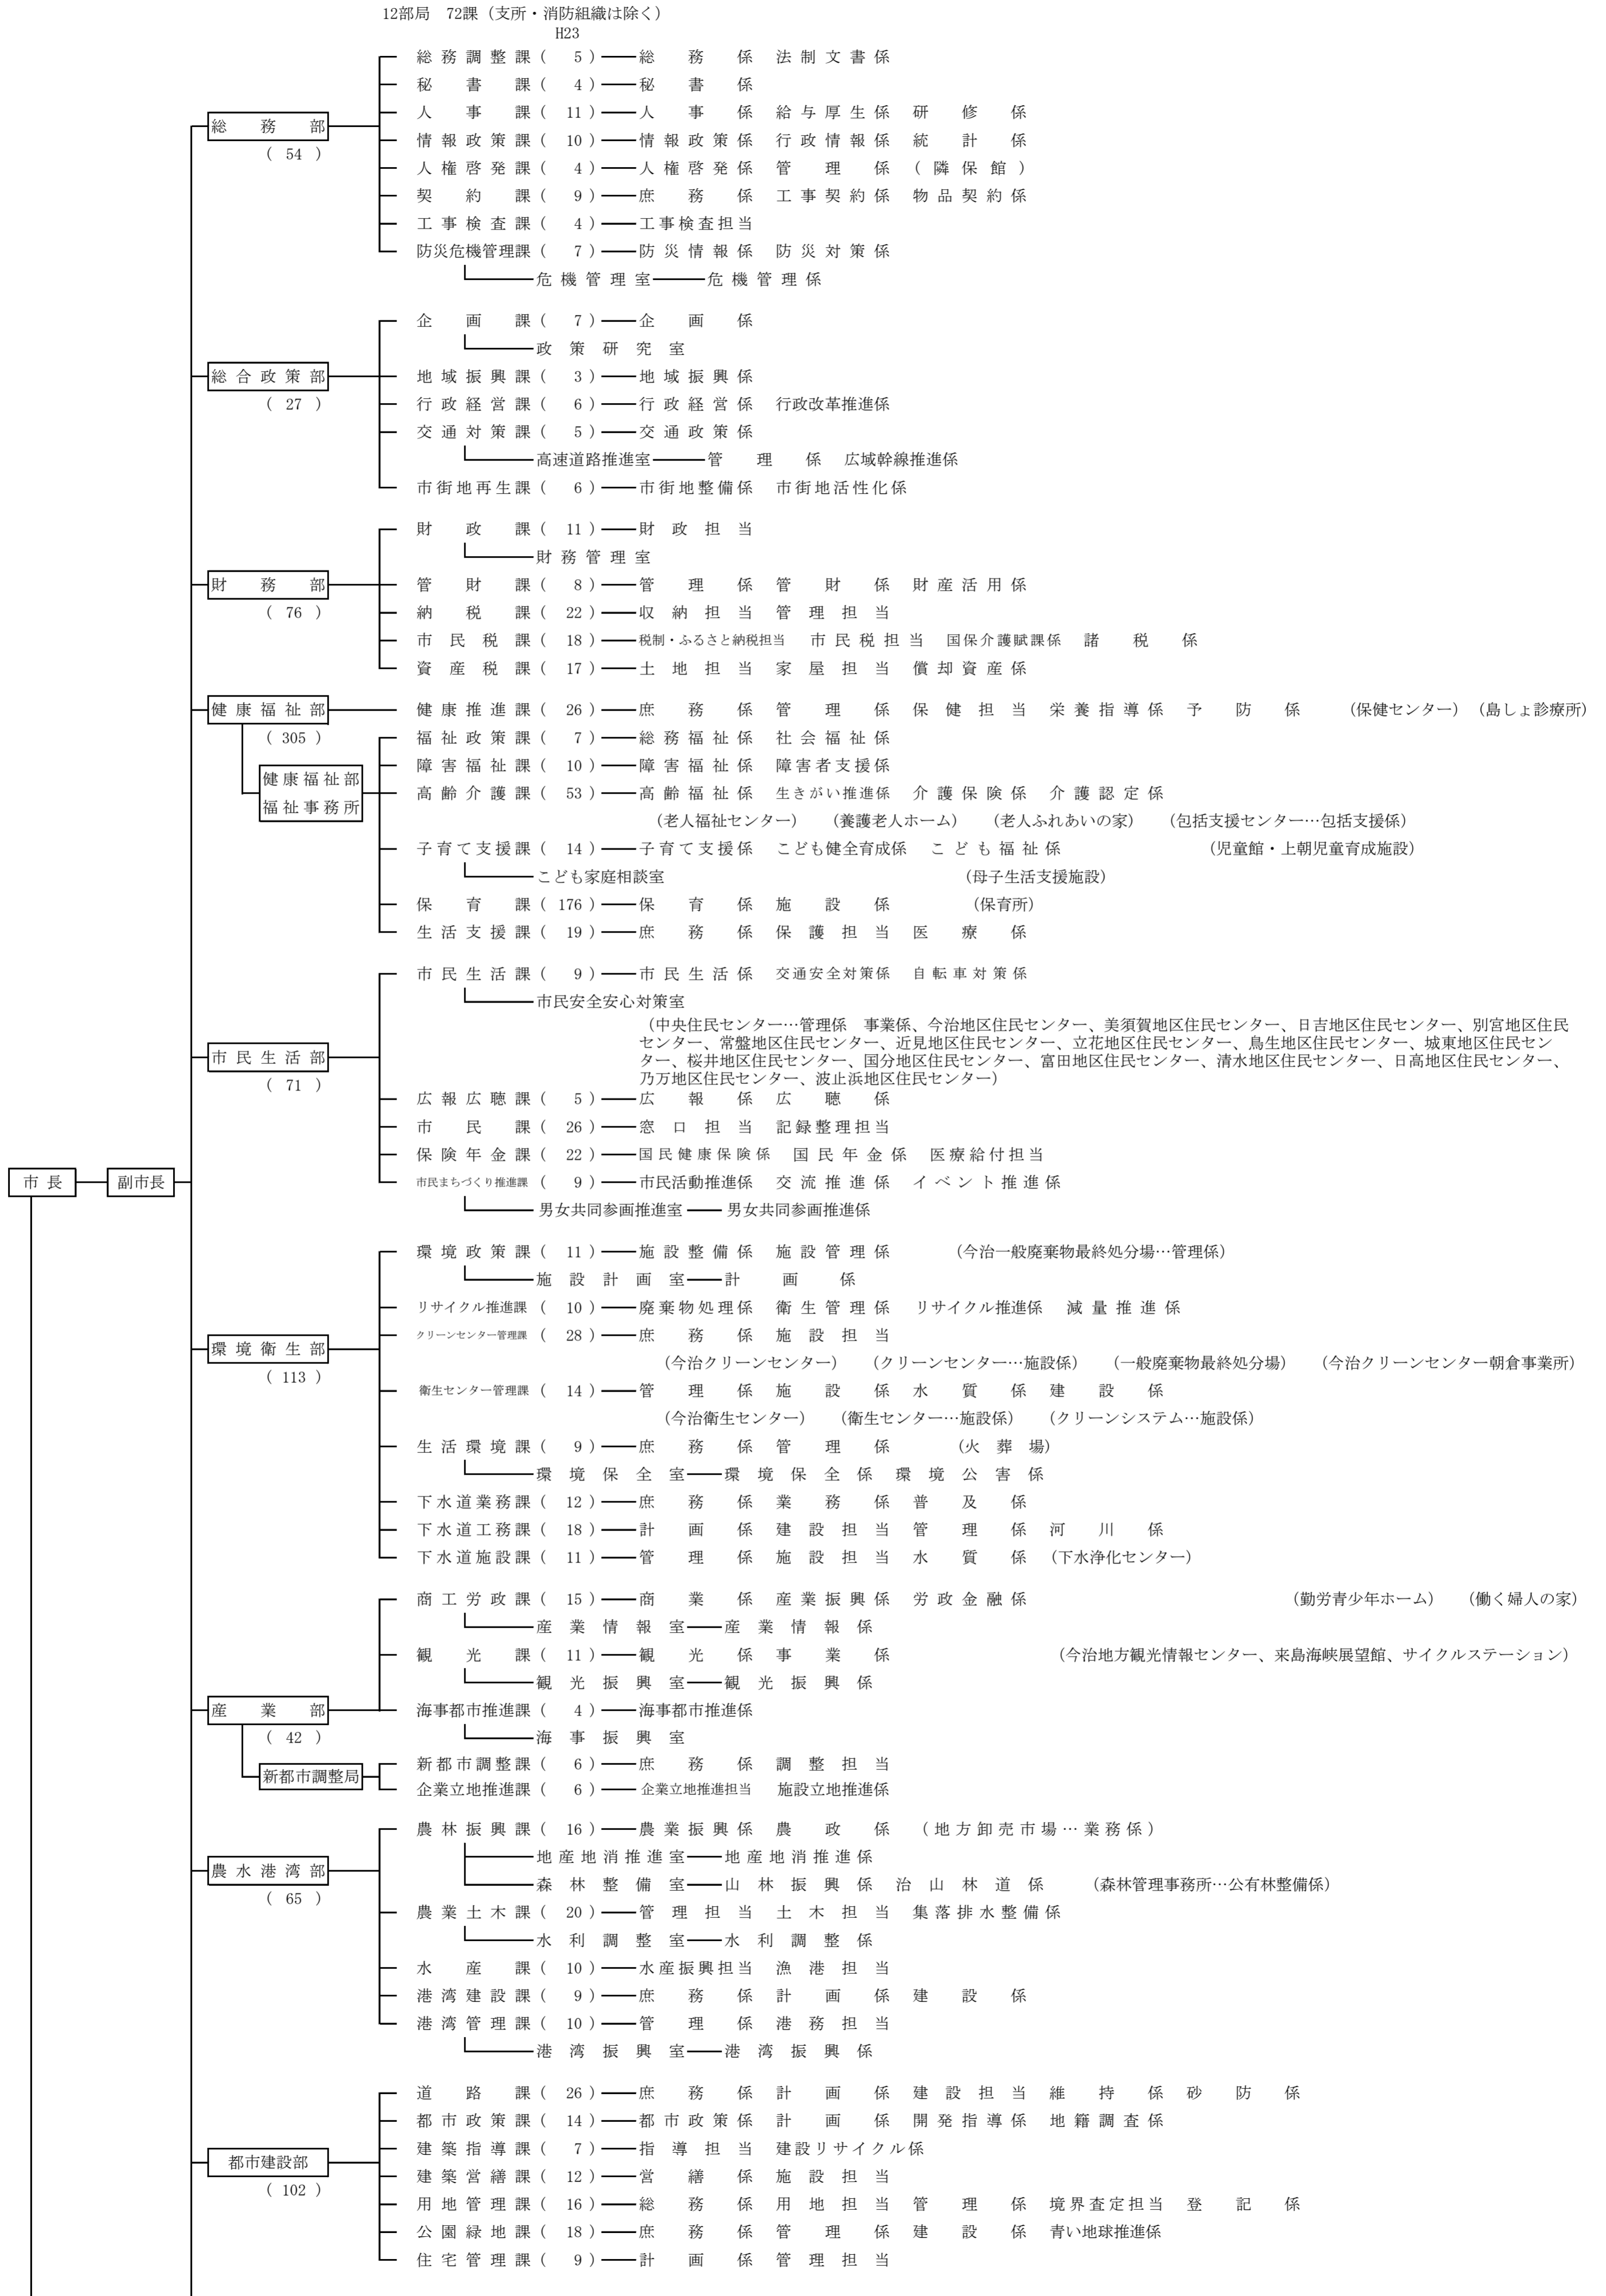 12部局　72課（支所・消防組織は除く）
H23
総務調整課（ 5 ） 総務係 法制文書係
秘書課（ 4 ） 秘書係
人事課（ 11 ） 人事係 給与厚生係 研修係
総務部
情報政策課（ 10 ） 情報政策係 行政情報係 統計係
（ 54 ）
人権啓発課（ 4 ） 人権啓発係 管理係 （隣保館）
契約課（ 9 ） 庶務係 工事契約係 物品契約係
工事検査課（ 4 ） 工事検査担当
防災危機管理課（ 7 ） 防災情報係 防災対策係
危機管理室 危機管理係
企画課（ 7 ） 企画係
政策研究室
総合政策部 地域振興課（ 3 ） 地域振興係
（ 27 ） 行政経営課（ 6 ） 行政経営係 行政改革推進係
交通対策課（ 5 ） 交通政策係
高速道路推進室 管理係 広域幹線推進係
市街地再生課（ 6 ） 市街地整備係 市街地活性化係
財政課（ 11 ） 財政担当
財務管理室
財務部 管財課（ 8 ） 管理係 管財係 財産活用係
（ 76 ） 納税課（ 22 ） 収納担当 管理担当
市民税課（ 18 ） 税制・ふるさと納税担当 市民税担当 国保介護賦課係 諸税係
資産税課（ 17 ） 土地担当 家屋担当 償却資産係
健康福祉部 健康推進課（ 26 ） 庶務係 管理係 保健担当 栄養指導係 予防係 （保健センター）（島しょ診療所）
（ 305 ） 福祉政策課（ 7 ） 総務福祉係 社会福祉係
障害福祉課（ 10 ） 障害福祉係 障害者支援係
健康福祉部
福祉事務所
高齢介護課（ 53 ） 高齢福祉係 生きがい推進係 介護保険係 介護認定係
（老人福祉センター） （養護老人ホーム） （老人ふれあいの家） （包括支援センター…包括支援係）
子育て支援課（ 14 ） 子育て支援係 こども健全育成係 こども福祉係 （児童館・上朝児童育成施設）
こども家庭相談室 （母子生活支援施設）
保育課（ 176 ） 保育係 施設係 （保育所）
生活支援課（ 19 ） 庶務係 保護担当 医療係
市民生活課（ 9 ） 市民生活係 交通安全対策係 自転車対策係
市民安全安心対策室
（中央住民センター…管理係　事業係、今治地区住民センター、美須賀地区住民センター、日吉地区住民センター、別宮地区住民
センター、常盤地区住民センター、近見地区住民センター、立花地区住民センター、鳥生地区住民センター、城東地区住民セン
ター、桜井地区住民センター、国分地区住民センター、富田地区住民センター、清水地区住民センター、日高地区住民センター、
乃万地区住民センター、波止浜地区住民センター）
市民生活部
（ 71 ）
広報広聴課（ 5 ） 広報係 広聴係
市民課（ 26 ） 窓口担当 記録整理担当
保険年金課（ 22 ） 国民健康保険係 国民年金係 医療給付担当
市長 副市長 市民まちづくり推進課（ 9 ） 市民活動推進係 交流推進係 イベント推進係
男女共同参画推進室 男女共同参画推進係
環境政策課（ 11 ） 施設整備係 施設管理係 （今治一般廃棄物最終処分場…管理係）
施設計画室 計画係
リサイクル推進課（ 10 ） 廃棄物処理係 衛生管理係 リサイクル推進係 減量推進係
クリーンセンター管理課（ 28 ） 庶務係 施設担当
環境衛生部
（今治クリーンセンター） （クリーンセンター…施設係） （一般廃棄物最終処分場） （今治クリーンセンター朝倉事業所）
（ 113 ）
衛生センター管理課（ 14 ） 管理係 施設係 水質係 建設係
（今治衛生センター） （衛生センター…施設係） （クリーンシステム…施設係）
生活環境課（ 9 ） 庶務係 管理係 （火葬場）
環境保全室 環境保全係 環境公害係
下水道業務課（ 12 ） 庶務係 業務係 普及係
下水道工務課（ 18 ） 計画係 建設担当 管理係 河川係
下水道施設課（ 11 ） 管理係 施設担当 水質係 （下水浄化センター）
商工労政課（ 15 ） 商業係 産業振興係 労政金融係 （勤労青少年ホーム） （働く婦人の家）
産業情報室 産業情報係
観光課（ 11 ） 観光係 事業係 （今治地方観光情報センター、来島海峡展望館、サイクルステーション）
観光振興室 観光振興係
産業部 海事都市推進課（ 4 ） 海事都市推進係
（ 42 ） 海事振興室
新都市調整課（ 6 ） 庶務係 調整担当
新都市調整局
企業立地推進課（ 6 ） 企業立地推進担当 施設立地推進係
農林振興課（ 16 ） 農業振興係 農政係 （地方卸売市場…業務係）
地産地消推進室 地産地消推進係
農水港湾部
森林整備室 山林振興係 治山林道係 （森林管理事務所…公有林整備係）
（ 65 ）
農業土木課（ 20 ） 管理担当 土木担当 集落排水整備係
水利調整室 水利調整係
水産課（ 10 ） 水産振興担当 漁港担当
港湾建設課（ 9 ） 庶務係 計画係 建設係
港湾管理課（ 10 ） 管理係 港務担当
港湾振興室 港湾振興係
道路課（ 26 ） 庶務係 計画係 建設担当 維持係 砂防係
都市政策課（ 14 ） 都市政策係 計画係 開発指導係 地籍調査係
建築指導課（ 7 ） 指導担当 建設リサイクル係
都市建設部
建築営繕課（ 12 ） 営繕係 施設担当
（ 102 ）
用地管理課（ 16 ） 総務係 用地担当 管理係 境界査定担当 登記係
公園緑地課（ 18 ） 庶務係 管理係 建設係 青い地球推進係
住宅管理課（ 9 ） 計画係 管理担当